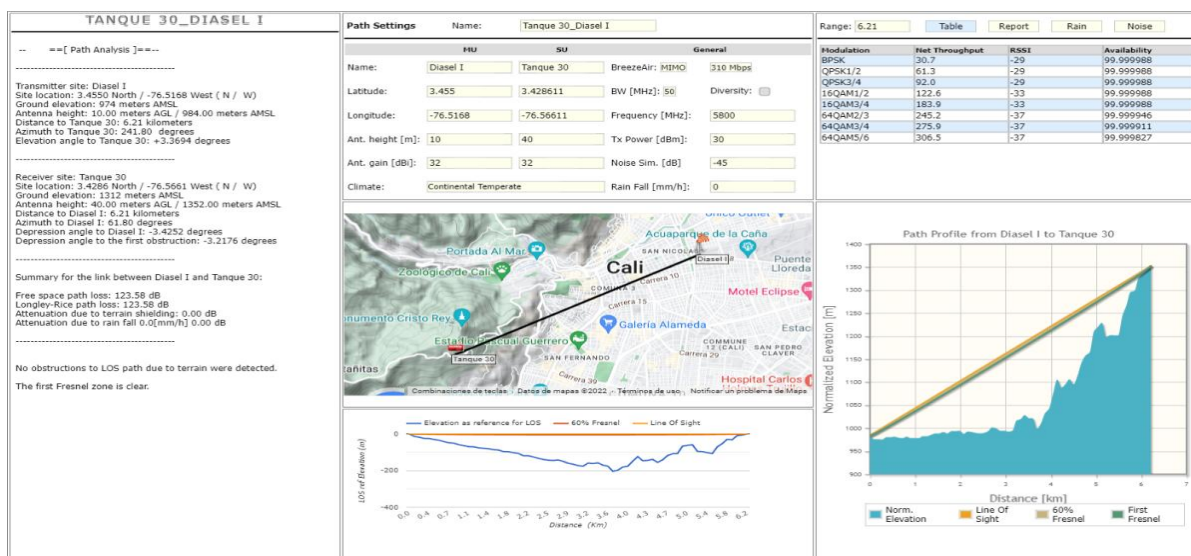 TANQUE 30_DIASEL I
-- ==[ Path Analysis ]==--
--------------------------------------------
Transmitter site: Diasel I
Site location: 3.4550 North / -76.5168 West ( N / W)
Ground elevation: 974 meters AMSL
Antenna height: 10.00 meters AGL / 984.00 meters AMSL
Distance to Tanque 30: 6.21 kilometers
Azimuth to Tanque 30: 241.80 degrees
Elevation angle to Tanque 30: +3.3694 degrees
--------------------------------------------
Receiver site: Tanque 30
Site location: 3.4286 North / -76.5661 West ( N / W)
Ground elevation: 1312 meters AMSL
Antenna height: 40.00 meters AGL / 1352.00 meters AMSL
Distance to Diasel I: 6.21 kilometers
Azimuth to Diasel I: 61.80 degrees
Depression angle to Diasel I: -3.4252 degrees
Depression angle to the first obstruction: -3.2176 degrees
--------------------------------------------
Summary for the link between Diasel I and Tanque 30:
Free space path loss: 123.58 dB
Longley-Rice path loss: 123.58 dB
Attenuation due to terrain shielding: 0.00 dB
Attenuation due to rain fall 0.0[mm/h] 0.00 dB
--------------------------------------------
No obstructions to LOS path due to terrain were detected.
The first Fresnel zone is clear.
Path Settings Name: Tanque 30_Diasel I
MU SU General
Name: Diasel I Tanque 30 BreezeAir: MIMO 310 Mbps
Latitude: 3.455 3.428611 BW [MHz]: 50 Diversity:
Longitude: -76.5168 -76.56611 Frequency [MHz]: 5800
Ant. height [m]: 10 40 Tx Power [dBm]: 30
Ant. gain [dBi]: 32 32 Noise Sim. [dB] -45
Climate: Continental Temperate Rain Fall [mm/h]: 0
Unico Outlet
Acuaparque de la Caña
Portada Al Mar
SAN NICOLAS
Diasel I
Puente
Lloreda
Zoológico de Cali
Cali
Carrera 10
COMUNA 3
Motel Eclipse
Carrera 15
Monumento Cristo Rey
Galería Alameda
Estadio Pascual Guerrero
COMMUNE
12 (CALI)
SAN PEDRO
CLAVER
Tanque 30
SAN FERNANDO
Carrera 29
Carrera 39
Hospital Carlos
Combinaciones de teclas Datos de mapas ©2022 Términos de uso Notificar un problema de Maps
Elevation as reference for LOS 60% Fresnel Line Of Sight
0
-200
-400
LOS ref Elevation (m)
0.0 0.4 0.7 1.1 1.4 1.8 2.1 2.5 2.9 3.2 3.6 3.9 4.3 4.7 5.0 5.4 5.8 6.2
Distance (Km)
Range: 6.21 Table Report Rain Noise
Modulation Net Throughput RSSI Availability
BPSK 30.7 -29 99.999988
QPSK1/2 61.3 -29 99.999988
QPSK3/4 92.0 -29 99.999988
16QAM1/2 122.6 -33 99.999988
16QAM3/4 183.9 -33 99.999988
64QAM2/3 245.2 -37 99.999946
64QAM3/4 275.9 -37 99.999911
64QAM5/6 306.5 -37 99.999827
Path Profile from Diasel I to Tanque 30
1400
1350
1300
1250
1200
1150
1100
1050
1000
950
900
Normalized Elevation [m]
0 1 2 3 4 5 6 7
Distance [km]
Norm. Elevation
Line Of Sight
60% Fresnel
First Fresnel